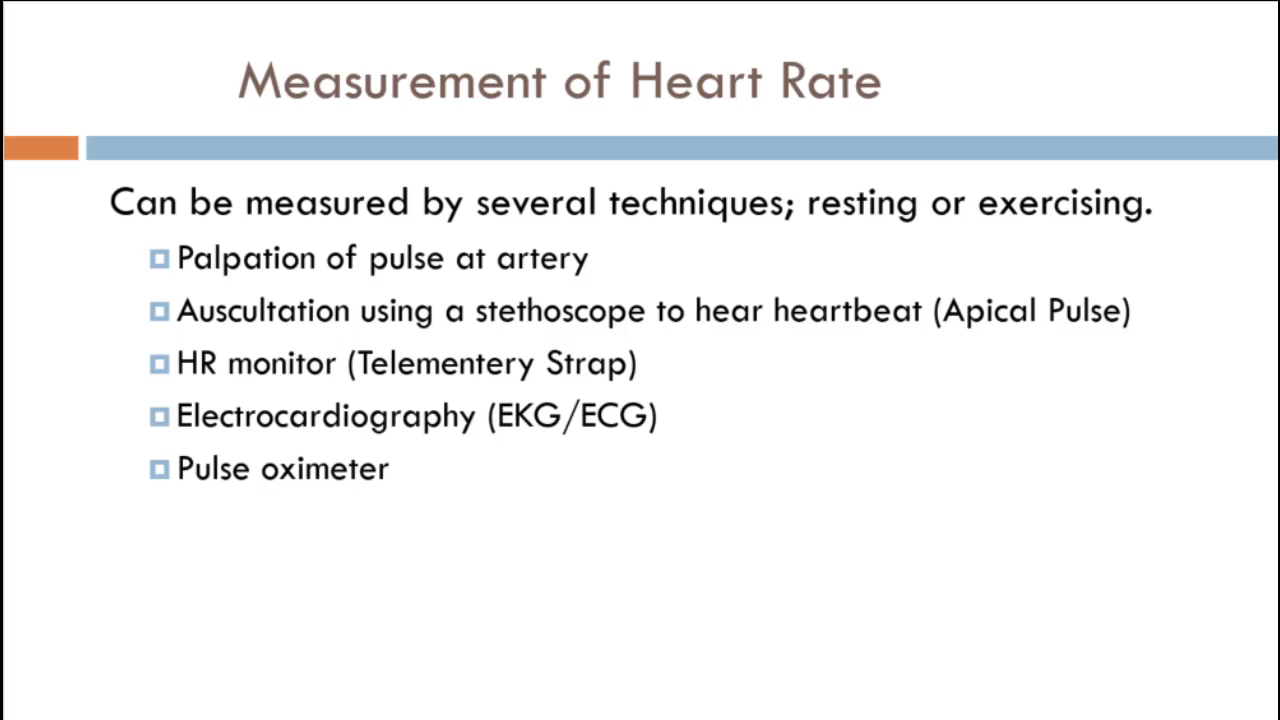 Measurement of Heart Rate
Can be measured by several techniques; resting or exercising.
Palpation of pulse at artery
Auscultation using a stethoscope to hear heartbeat (Apical Pulse)
HR monitor (Telementery Strap)
Electrocardiography (EKG/ECG)
Pulse oximeter